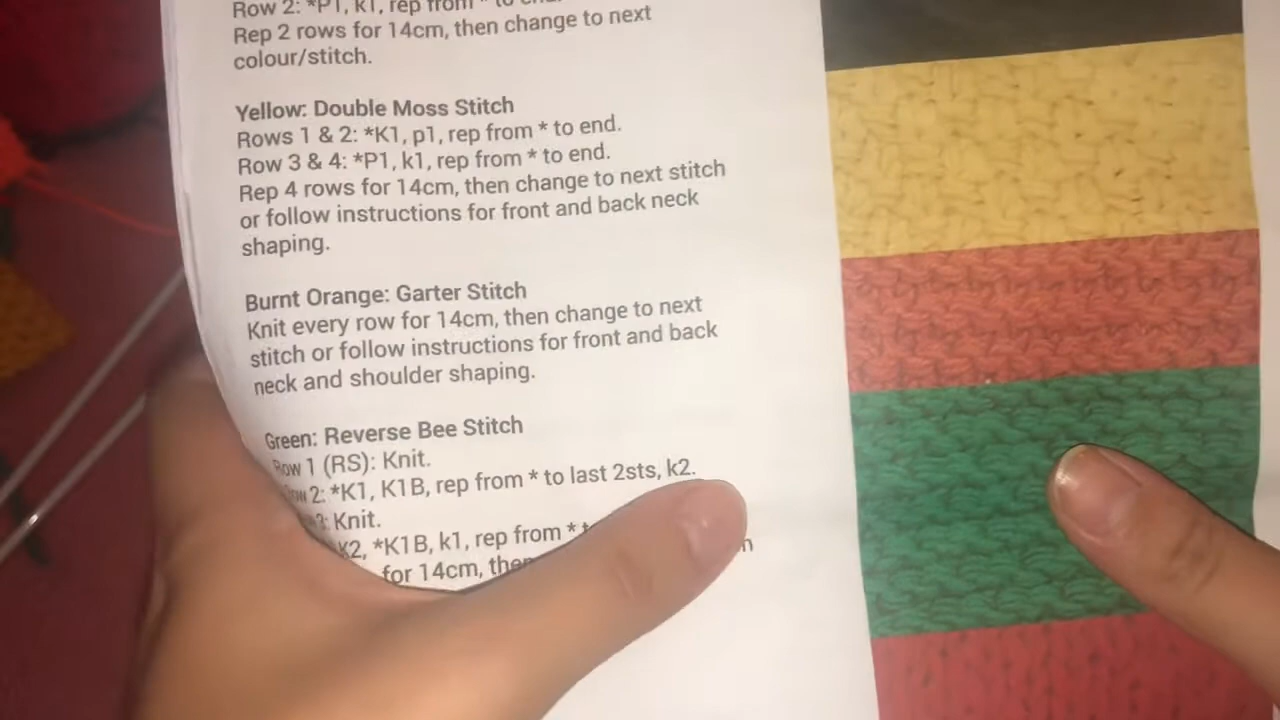 Row 2: *P1, k1, rep from * to end.
Rep 2 rows for 14cm, then change to next
colour/stitch.
Yellow: Double Moss Stitch
Rows 1 & 2: *K1, p1, rep from * to end.
Row 3 & 4: *P1, k1, rep from * to end.
Rep 4 rows for 14cm, then change to next stitch
or follow instructions for front and back neck
shaping.
Burnt Orange: Garter Stitch
Knit every row for 14cm, then change to next
stitch or follow instructions for front and back
neck and shoulder shaping.
Green: Reverse Bee Stitch
Row 1 (RS): Knit.
2: *K1, K1B, rep from * to last 2sts, k2.
Knit.
K2, *K1B, k1, rep from *
for 14cm,